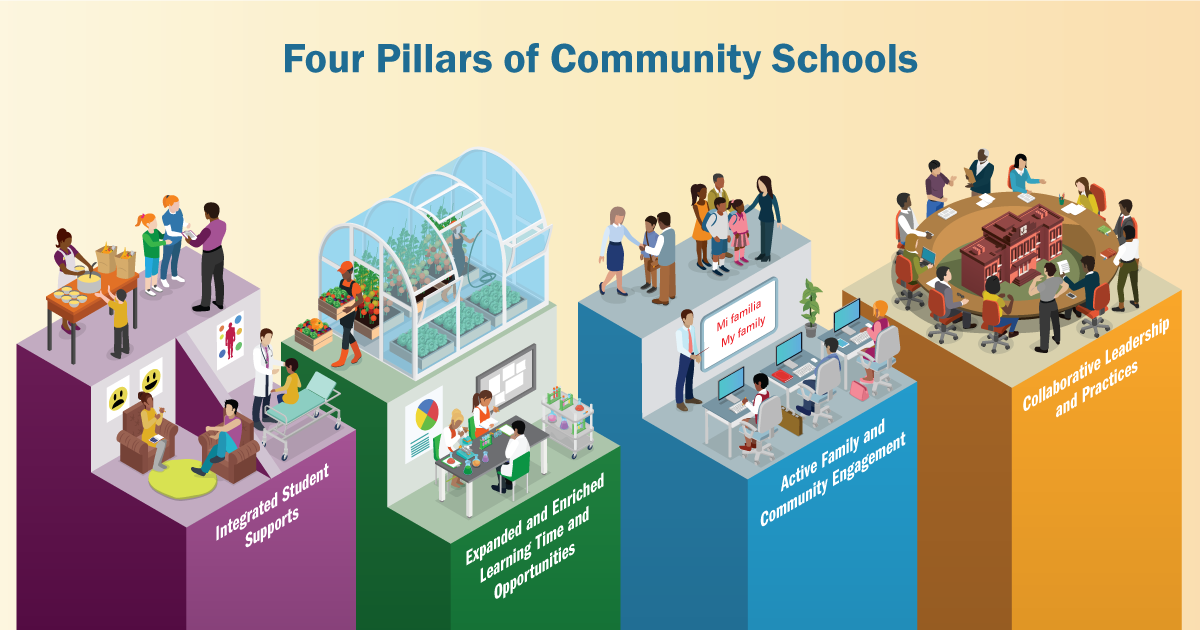 Four Pillars of Community Schools
Mi familia
My family
Integrated Student
Supports
Expanded and Enriched
Learning Time and
Opportunities
Active Family and
Community Engagement
Collaborative Leadership
and Practices